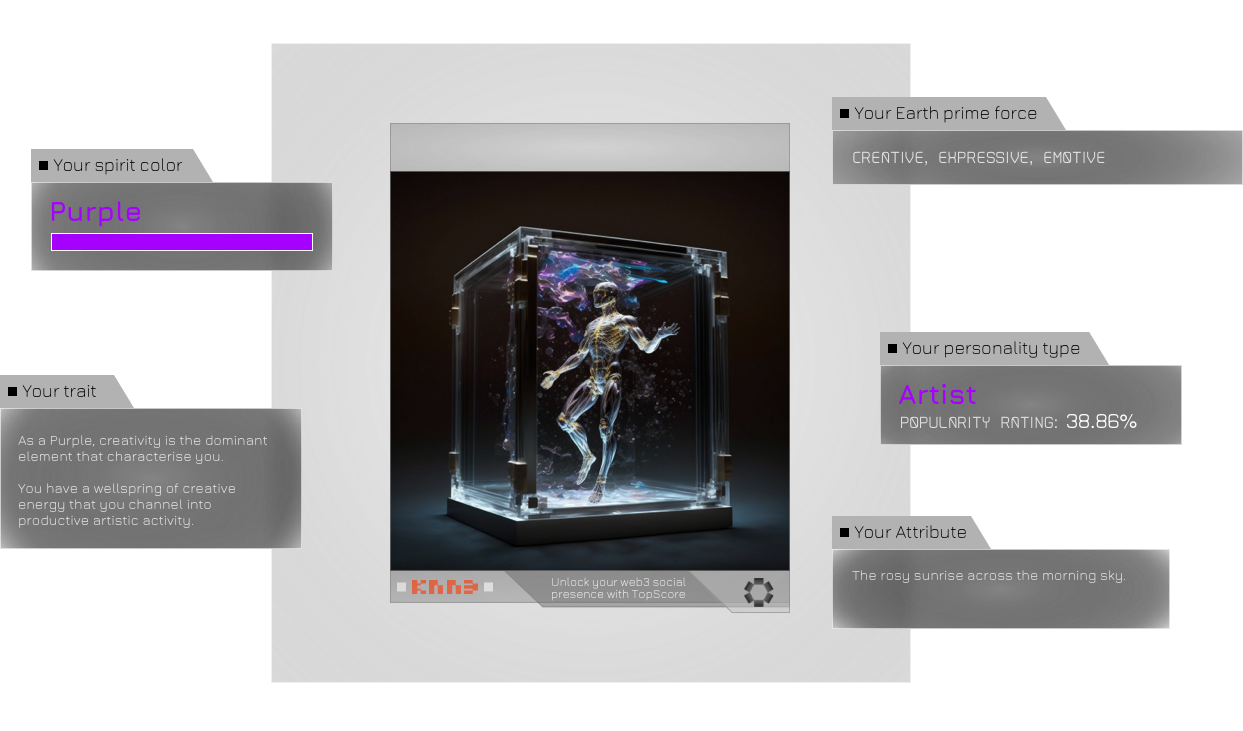 Your spirit color
Purple
Your trait
As a Purple, creativity is the dominant
element that characterise you.
You have a wellspring of creative
energy that you channel into
productive artistic activity.
KNN3
Unlock your web3 social
presence with TopScore
Your Earth prime force
CREATIVE, EXPRESSIVE, EMOTIVE
Your personality type
Artist
POPULARITY RATING: 38.86%
Your Attribute
The rosy sunrise across the morning sky.